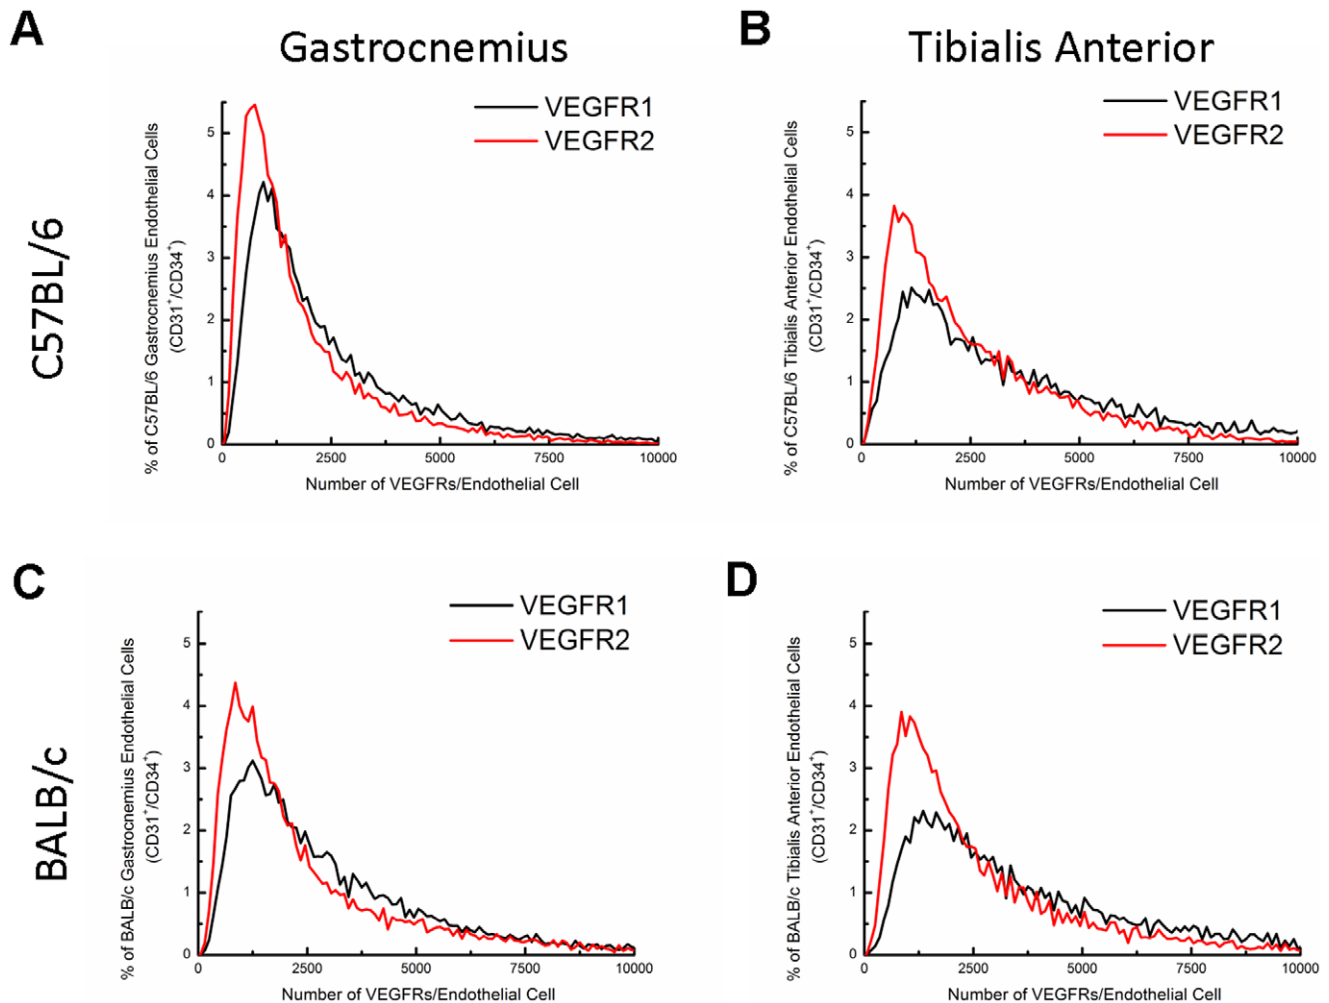 A
Gastrocnemius
B
Tibialis Anterior
C57BL/6
BALB/c
VEGFR1
VEGFR2
% of C57BL/6 Gastrocnemius Endothelial Cells
(CD31⁺/CD34⁺)
5
4
3
2
1
0
0 2500 5000 7500 10000
Number of VEGFRs/Endothelial Cell
VEGFR1
VEGFR2
% of C57BL/6 Tibialis Anterior Endothelial Cells
(CD31⁺/CD34⁺)
5
4
3
2
1
0
0 2500 5000 7500 10000
Number of VEGFRs/Endothelial Cell
C
VEGFR1
VEGFR2
% of BALB/c Gastrocnemius Endothelial Cells
(CD31⁺/CD34⁺)
5
4
3
2
1
0
0 2500 5000 7500 10000
Number of VEGFRs/Endothelial Cell
D
VEGFR1
VEGFR2
% of BALB/c Tibialis Anterior Endothelial Cells
(CD31⁺/CD34⁺)
5
4
3
2
1
0
0 2500 5000 7500 10000
Number of VEGFRs/Endothelial Cell